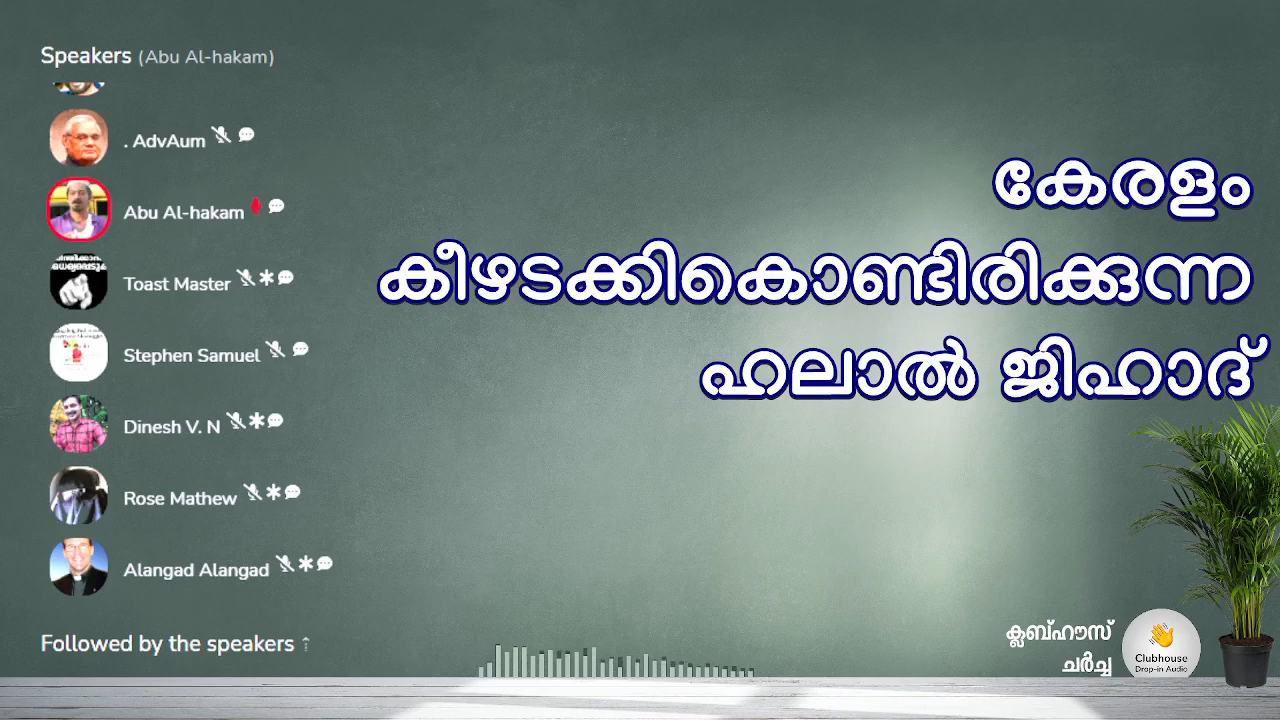 Speakers (Abu Al-hakam)
. AdvAum
Abu Al-hakam
Toast Master
Stephen Samuel
Dinesh V. N
Rose Mathew
Alangad Alangad
Followed by the speakers ⇡
കേരളം
കീഴടക്കികൊണ്ടിരിക്കുന്ന
ഹലാൽ ജിഹാദ്
ക്ലബ്ഹൗസ്
ചർച്ച
Clubhouse
Drop-in Audio